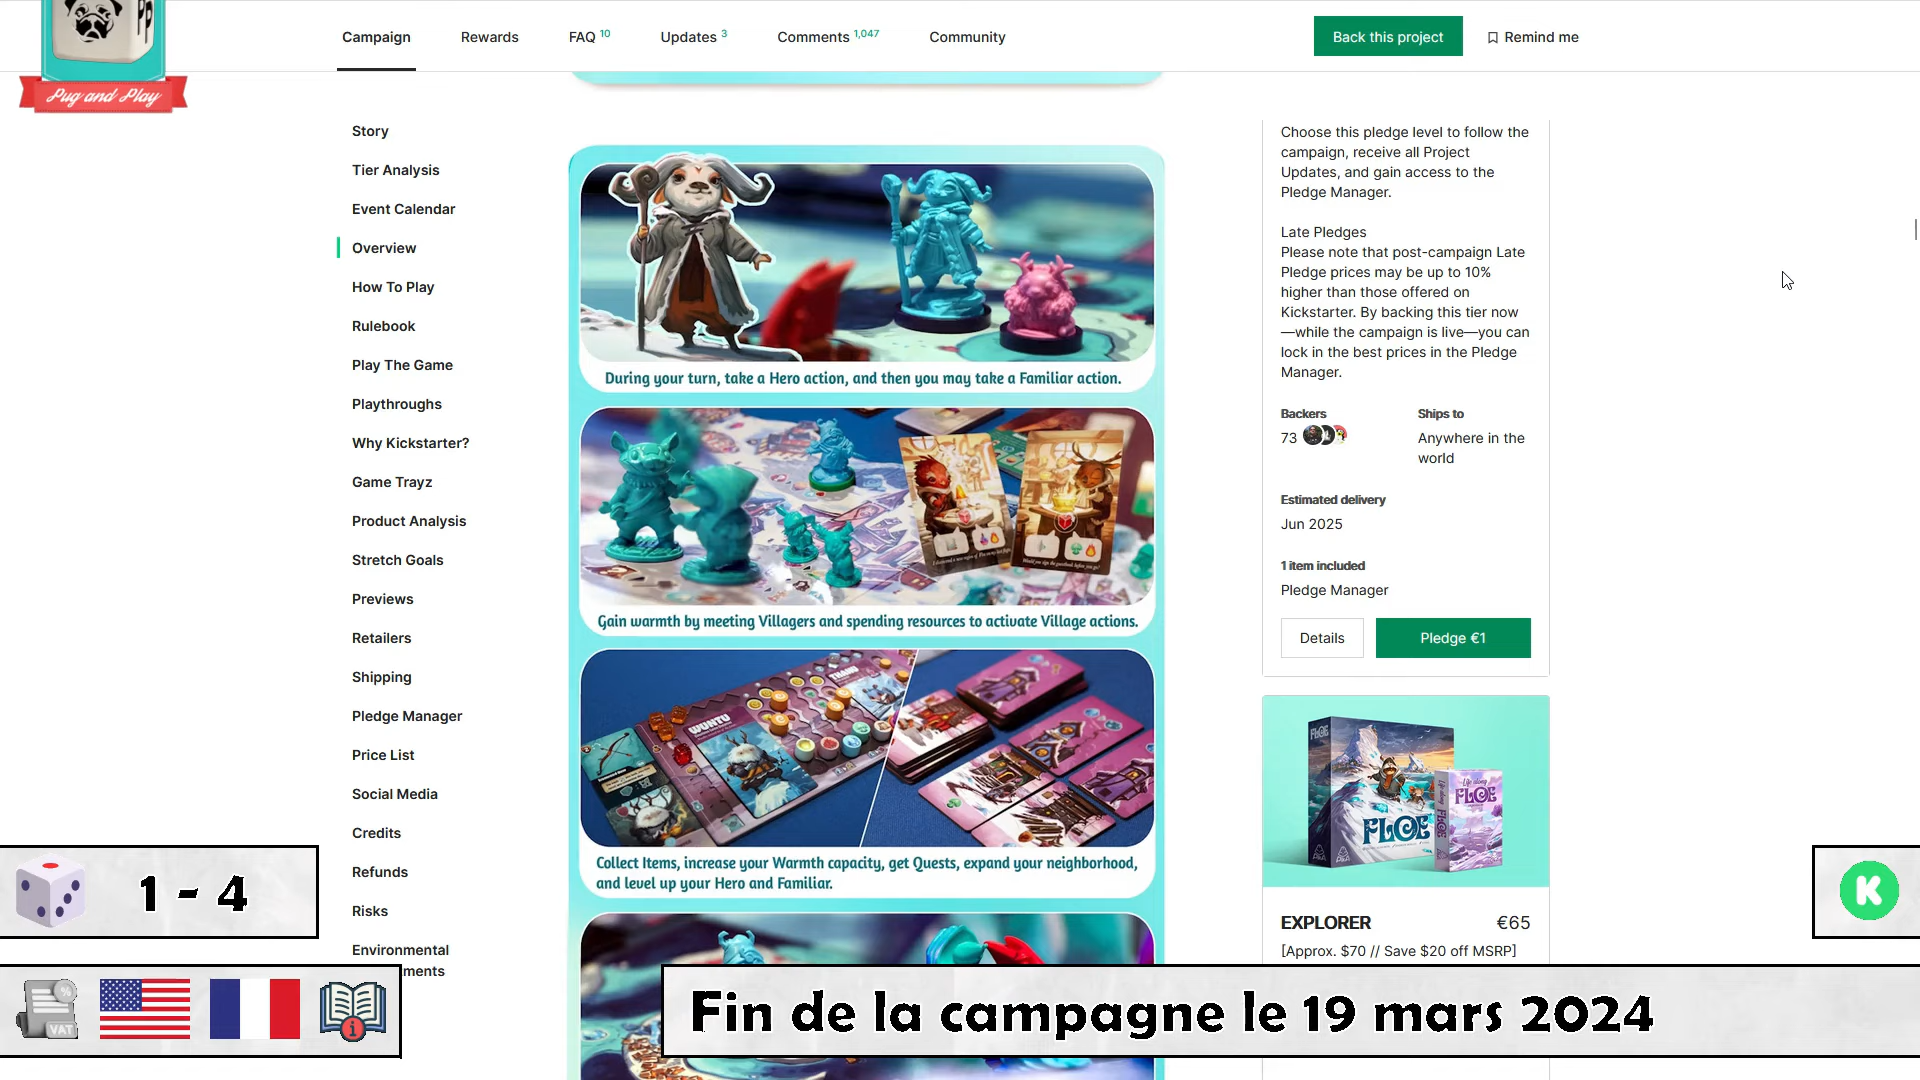 PP
Pug and Play
Campaign
Rewards
FAQ 10
Updates 3
Comments 1,047
Community
Back this project
Remind me
Story
Tier Analysis
Event Calendar
Overview
How To Play
Rulebook
Play The Game
Playthroughs
Why Kickstarter?
Game Trayz
Product Analysis
Stretch Goals
Previews
Retailers
Shipping
Pledge Manager
Price List
Social Media
Credits
Refunds
Risks
Environmental
ments
During your turn, take a Hero action, and then you may take a Familiar action.
Gain warmth by meeting Villagers and spending resources to activate Village actions.
WUNTU
Collect Items, increase your Warmth capacity, get Quests, expand your neighborhood,
and level up your Hero and Familiar.
Choose this pledge level to follow the
campaign, receive all Project
Updates, and gain access to the
Pledge Manager.
Late Pledges
Please note that post-campaign Late
Pledge prices may be up to 10%
higher than those offered on
Kickstarter. By backing this tier now
—while the campaign is live—you can
lock in the best prices in the Pledge
Manager.
Backers
73
Ships to
Anywhere in the
world
Estimated delivery
Jun 2025
1 item included
Pledge Manager
Details
Pledge €1
FLOE
FLOE
Life along
FLOE
EXPLORER
€65
[Approx. $70 // Save $20 off MSRP]
1 - 4
K
VAT
Fin de la campagne le 19 mars 2024